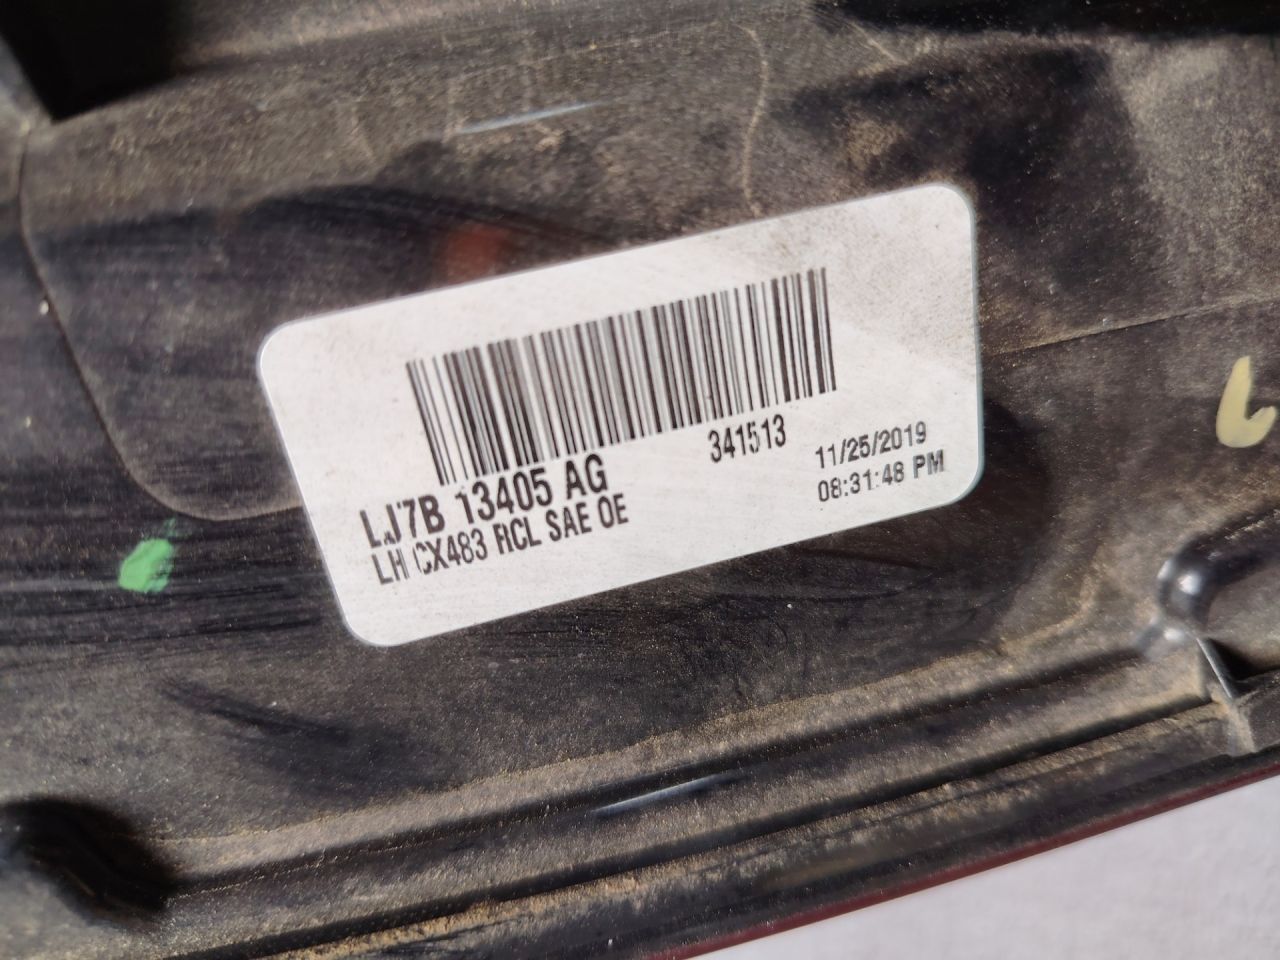 341513
11/25/2019
LJ7B 13405 AG
08:31:48 PM
LH CX483 RCL SAE OE